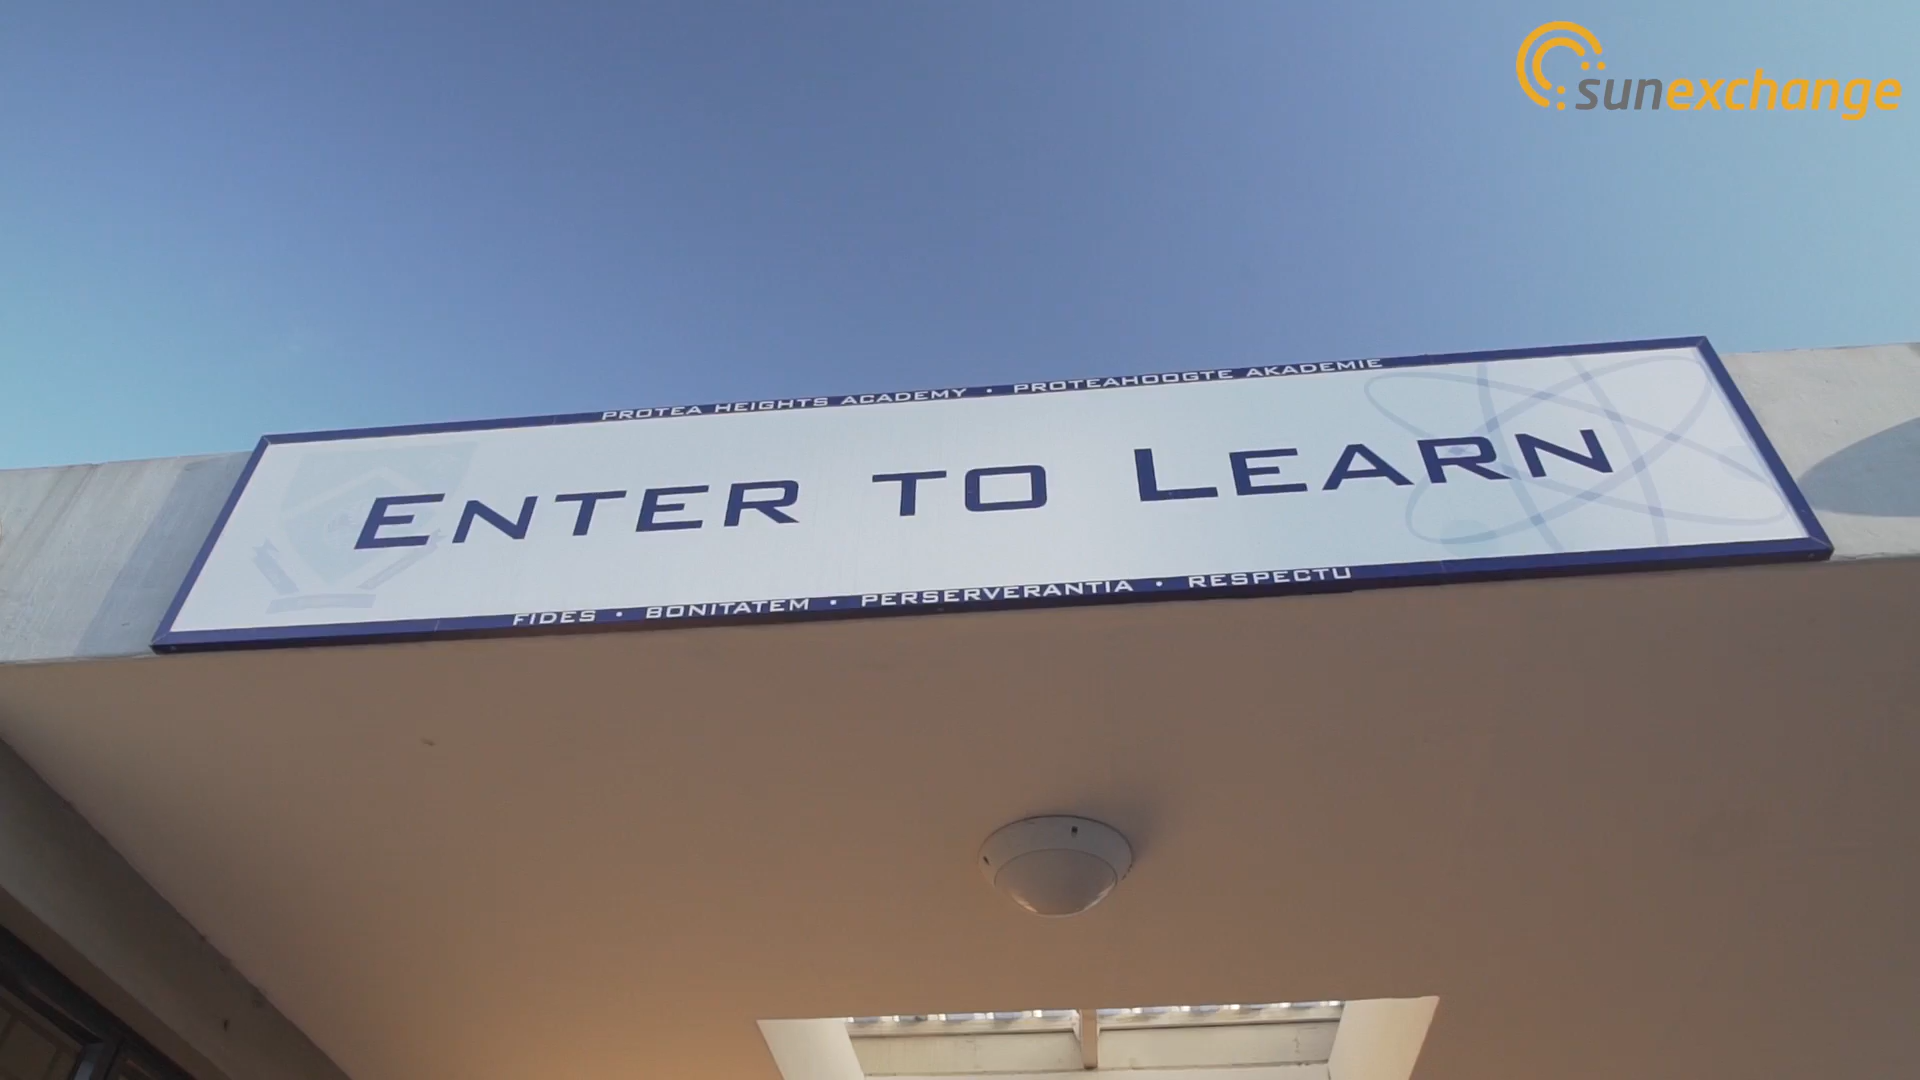 sunexchange
PROTEA HEIGHTS ACADEMY • PROTEAHOOGTE AKADEMIE
ENTER TO LEARN
FIDES • BONITATEM • PERSERVERANTIA • RESPECTU